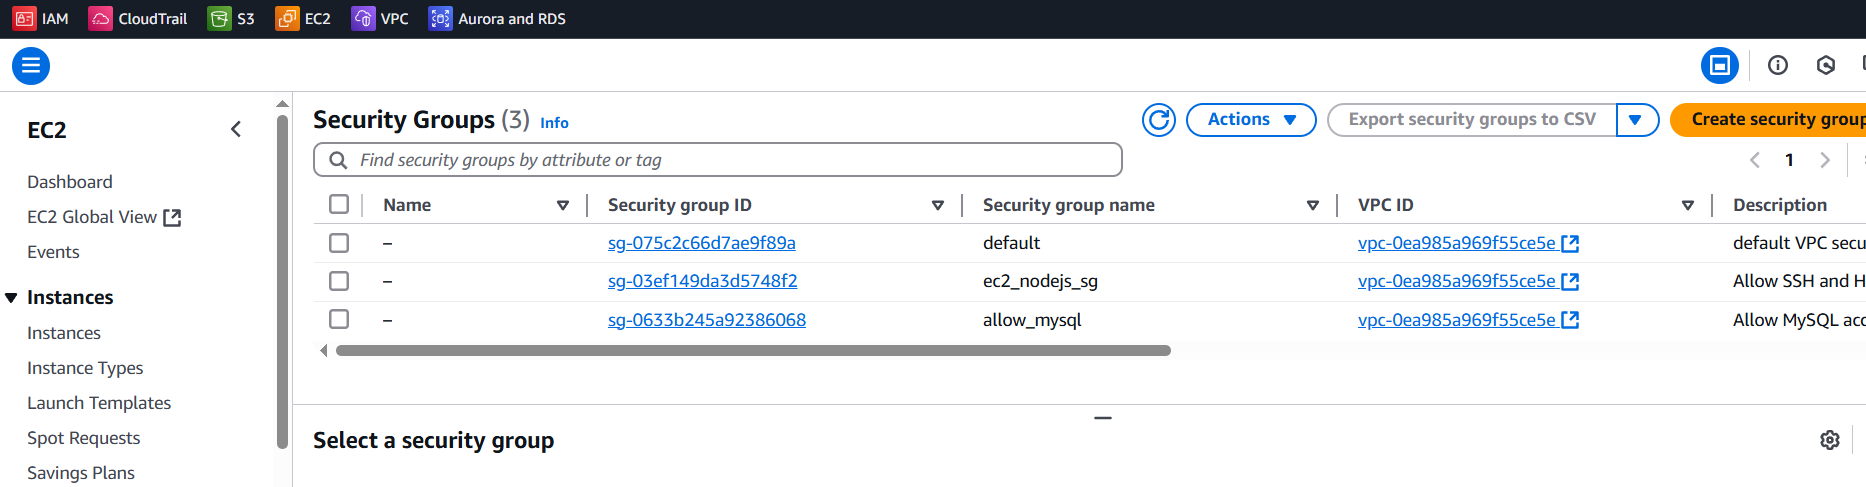 IAM CloudTrail S3 EC2 VPC Aurora and RDS
EC2
Dashboard
EC2 Global View
Events
Instances
Instances
Instance Types
Launch Templates
Spot Requests
Savings Plans
Security Groups (3) Info
Actions Export security groups to CSV Create security group
Find security groups by attribute or tag
1
Name Security group ID Security group name VPC ID Description
– sg-075c2c66d7ae9f89a default vpc-0ea985a969f55ce5e default VPC secu
– sg-03ef149da3d5748f2 ec2_nodejs_sg vpc-0ea985a969f55ce5e Allow SSH and H
– sg-0633b245a92386068 allow_mysql vpc-0ea985a969f55ce5e Allow MySQL acc
Select a security group